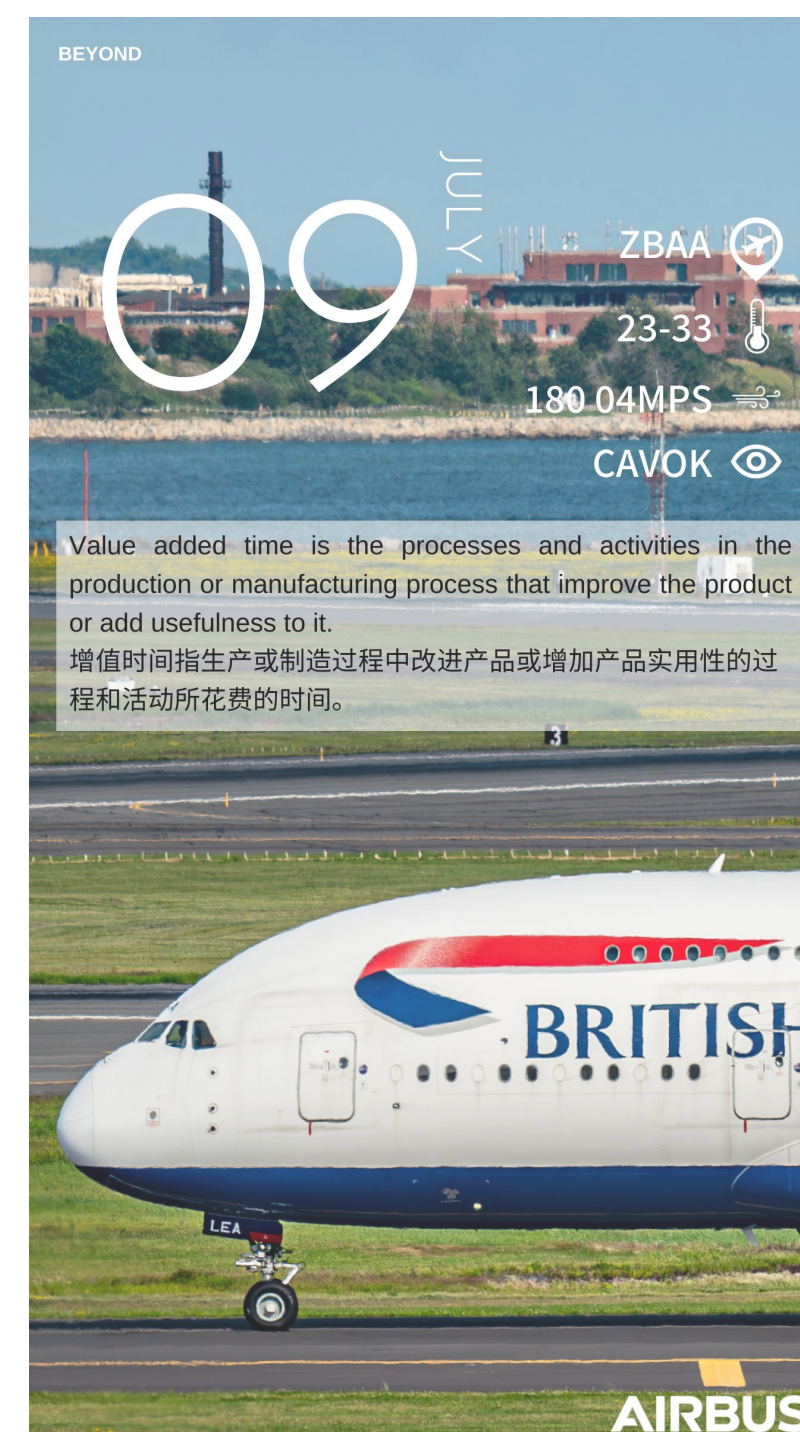 BEYOND
09
JULY
ZBAA
23-33
180 04MPS
CAVOK
Value added time is the processes and activities in the
production or manufacturing process that improve the product
or add usefulness to it.
增值时间指生产或制造过程中改进产品或增加产品实用性的过
程和活动所花费的时间。
3
BRITISH
LEA
AIRBUS